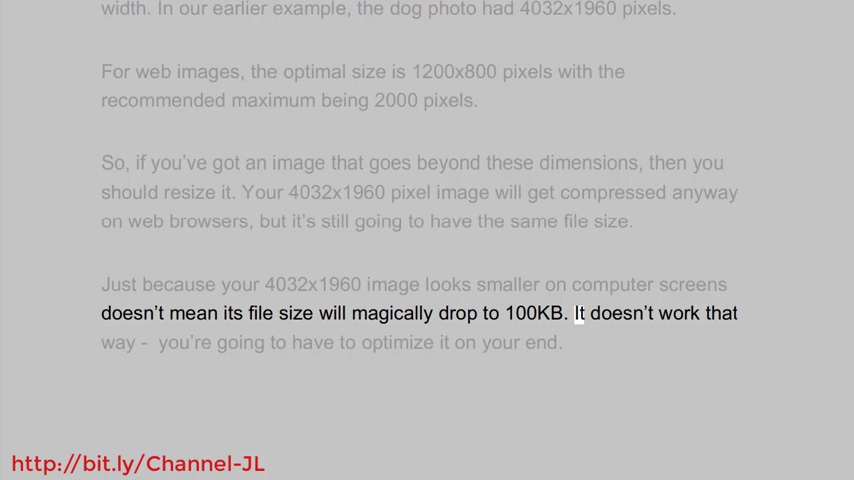 width. In our earlier example, the dog photo had 4032x1960 pixels.
For web images, the optimal size is 1200x800 pixels with the
recommended maximum being 2000 pixels.
So, if you’ve got an image that goes beyond these dimensions, then you
should resize it. Your 4032x1960 pixel image will get compressed anyway
on web browsers, but it’s still going to have the same file size.
Just because your 4032x1960 image looks smaller on computer screens
doesn’t mean its file size will magically drop to 100KB. It doesn’t work that
way -  you’re going to have to optimize it on your end.
http://bit.ly/Channel-JL